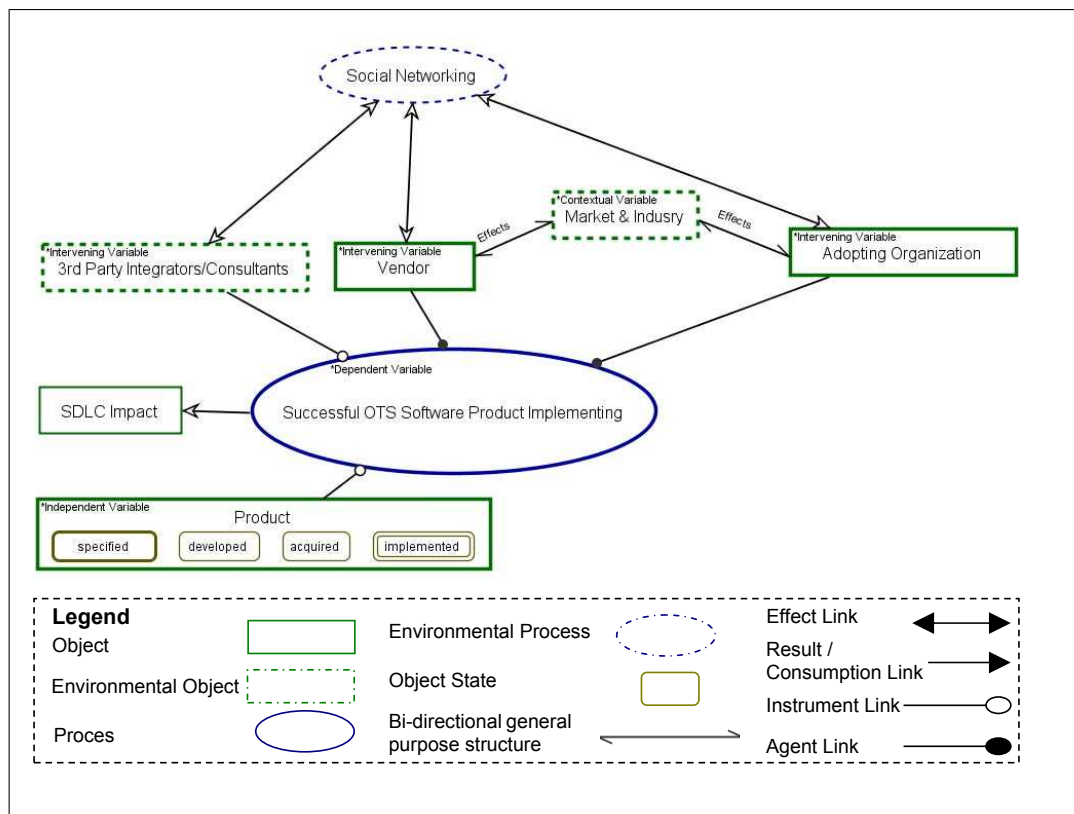 Social Networking
*Contextual Variable
Market & Indusry
Effects
Effects
*Intervening Variable
3rd Party Integrators/Consultants
*Intervening Variable
Vendor
*Intervening Variable
Adopting Organization
*Dependent Variable
Successful OTS Software Product Implementing
SDLC Impact
*Independent Variable
Product
specified
developed
acquired
implemented
Legend
Object
Environmental Object
Proces
Environmental Process
Object State
Bi-directional general
purpose structure
Effect Link
Result /
Consumption Link
Instrument Link
Agent Link